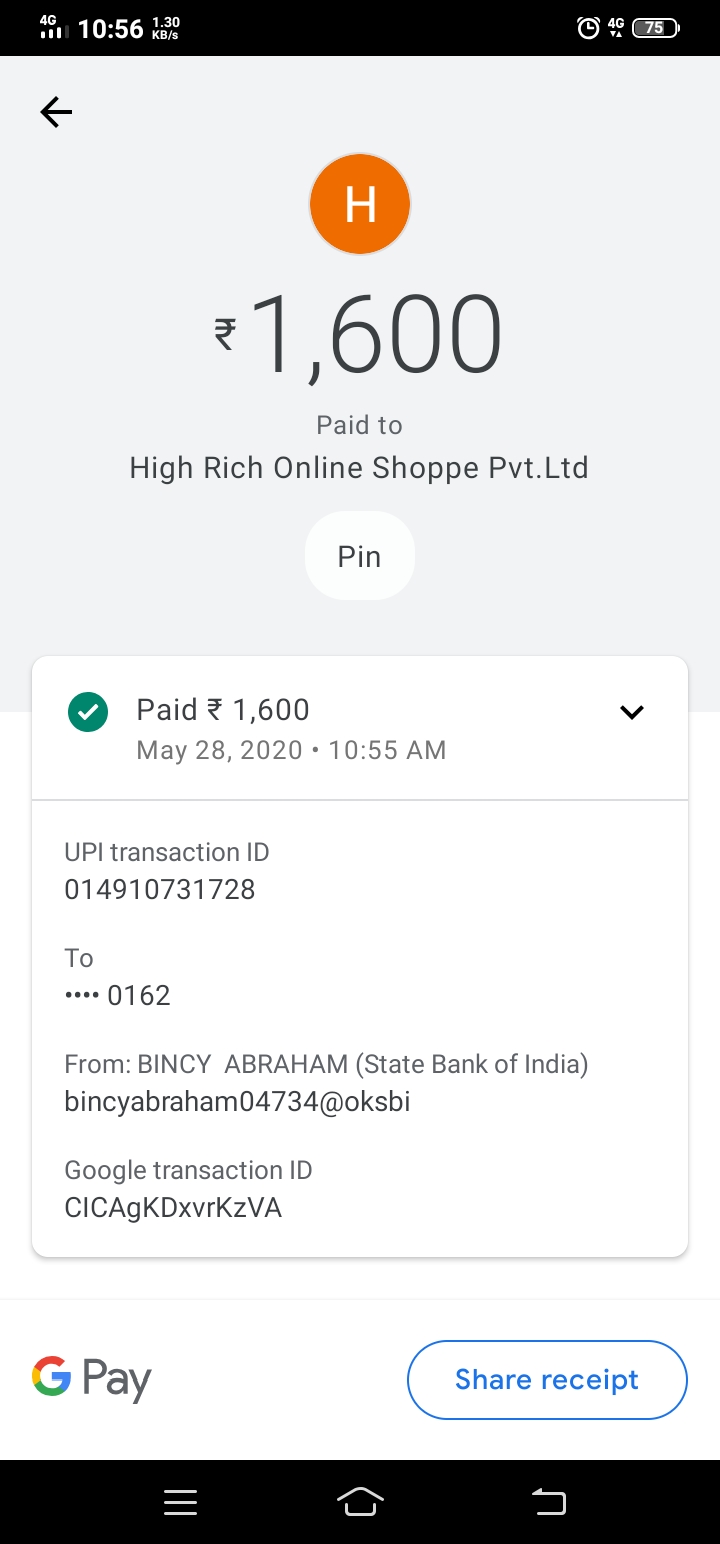 4G 10:56 1.30 KB/s 4G 75
H
₹1,600
Paid to
High Rich Online Shoppe Pvt.Ltd
Pin
Paid ₹ 1,600
May 28, 2020 • 10:55 AM
UPI transaction ID
014910731728
To
•••• 0162
From: BINCY  ABRAHAM (State Bank of India)
bincyabraham04734@oksbi
Google transaction ID
CICAgKDxvrKzVA
G Pay
Share receipt